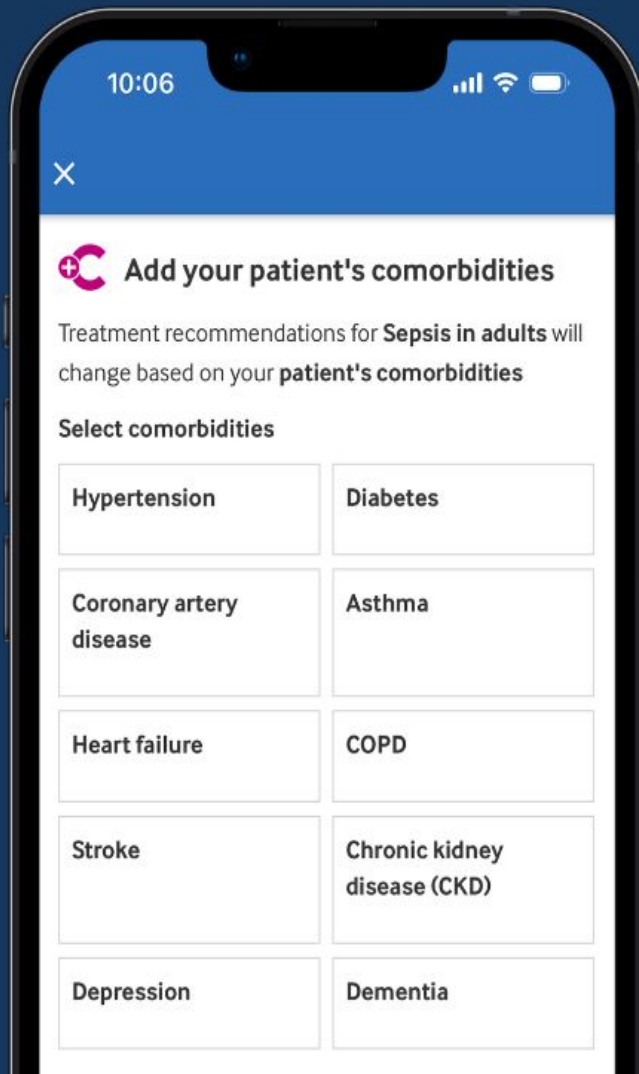 10:06
Add your patient's comorbidities
Treatment recommendations for Sepsis in adults will
change based on your patient's comorbidities
Select comorbidities
Hypertension
Diabetes
Coronary artery
disease
Asthma
Heart failure
COPD
Stroke
Chronic kidney
disease (CKD)
Depression
Dementia